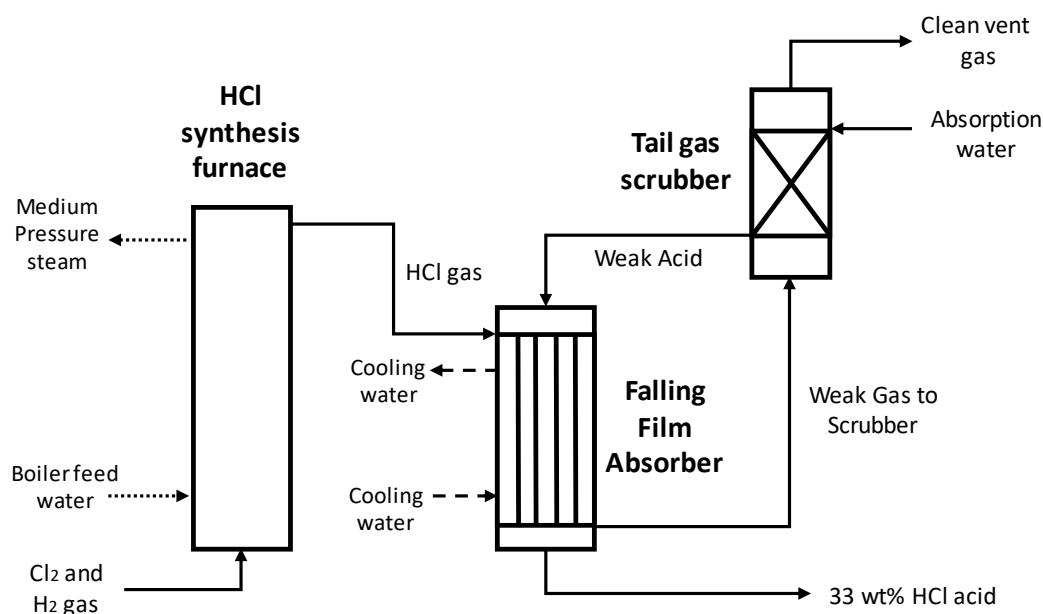 Clean vent
gas
HCl
synthesis
furnace
Absorption
water
Tail gas
scrubber
Medium
Pressure
steam
Weak Acid
HCl gas
Cooling
water
Falling
Film
Absorber
Weak Gas to
Scrubber
Boiler feed
water
Cooling
water
Cl2 and
H2 gas
33 wt% HCl acid